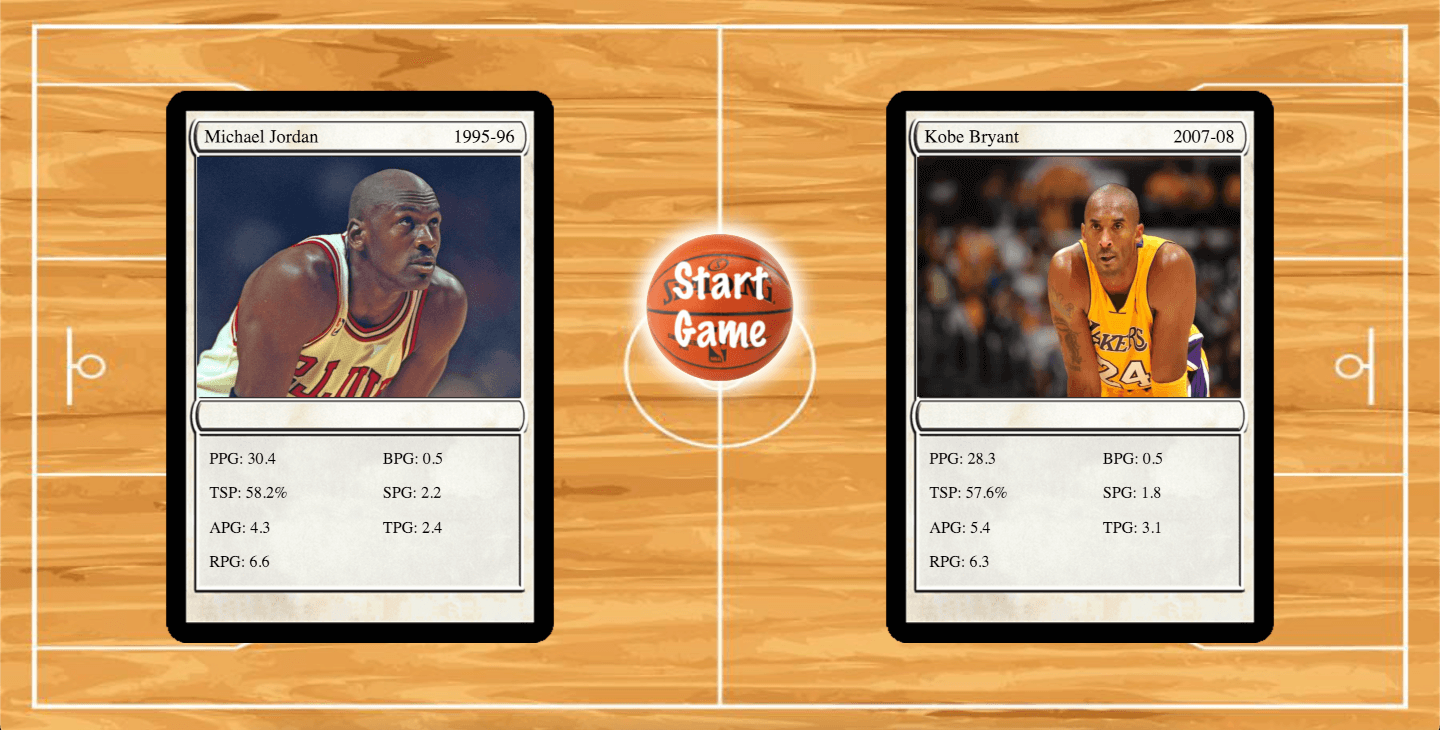 Michael Jordan 1995-96
PPG: 30.4 BPG: 0.5
TSP: 58.2% SPG: 2.2
APG: 4.3 TPG: 2.4
RPG: 6.6
SPALDING
Start
Game
Kobe Bryant 2007-08
LAKERS
24
PPG: 28.3 BPG: 0.5
TSP: 57.6% SPG: 1.8
APG: 5.4 TPG: 3.1
RPG: 6.3